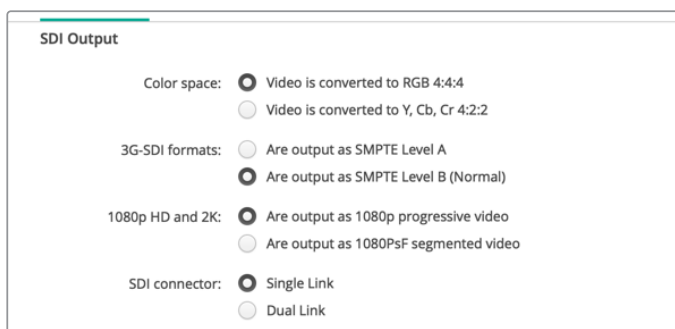 SDI Output
Color space: Video is converted to RGB 4:4:4
Video is converted to Y, Cb, Cr 4:2:2
3G-SDI formats: Are output as SMPTE Level A
Are output as SMPTE Level B (Normal)
1080p HD and 2K: Are output as 1080p progressive video
Are output as 1080PsF segmented video
SDI connector: Single Link
Dual Link